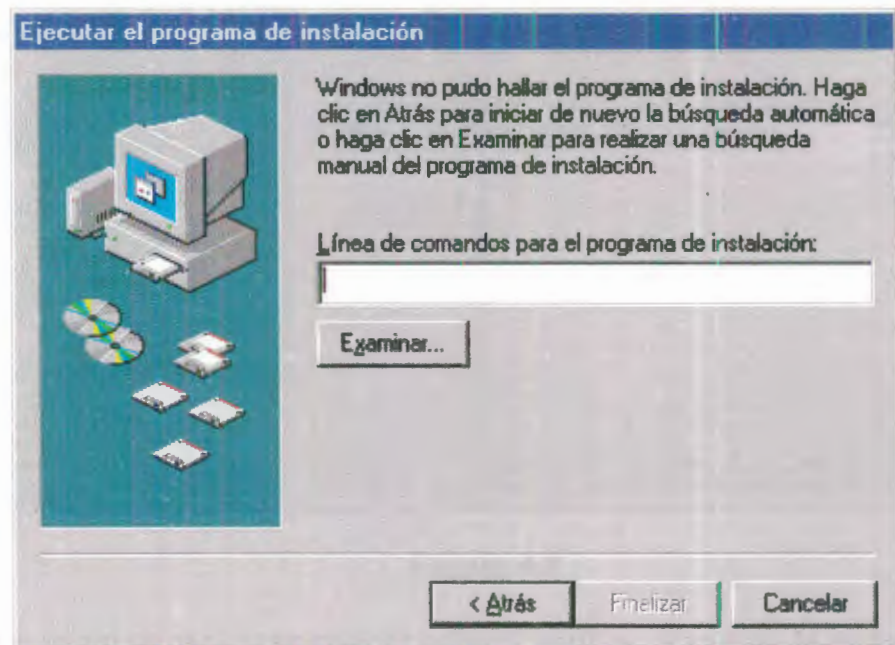 Ejecutar el programa de instalación
Windows no pudo hallar el programa de instalación. Haga
clic en Atrás para iniciar de nuevo la búsqueda automática
o haga clic en Examinar para realizar una búsqueda
manual del programa de instalación.
Línea de comandos para el programa de instalación:
Examinar...
< Atrás
Finalizar
Cancelar